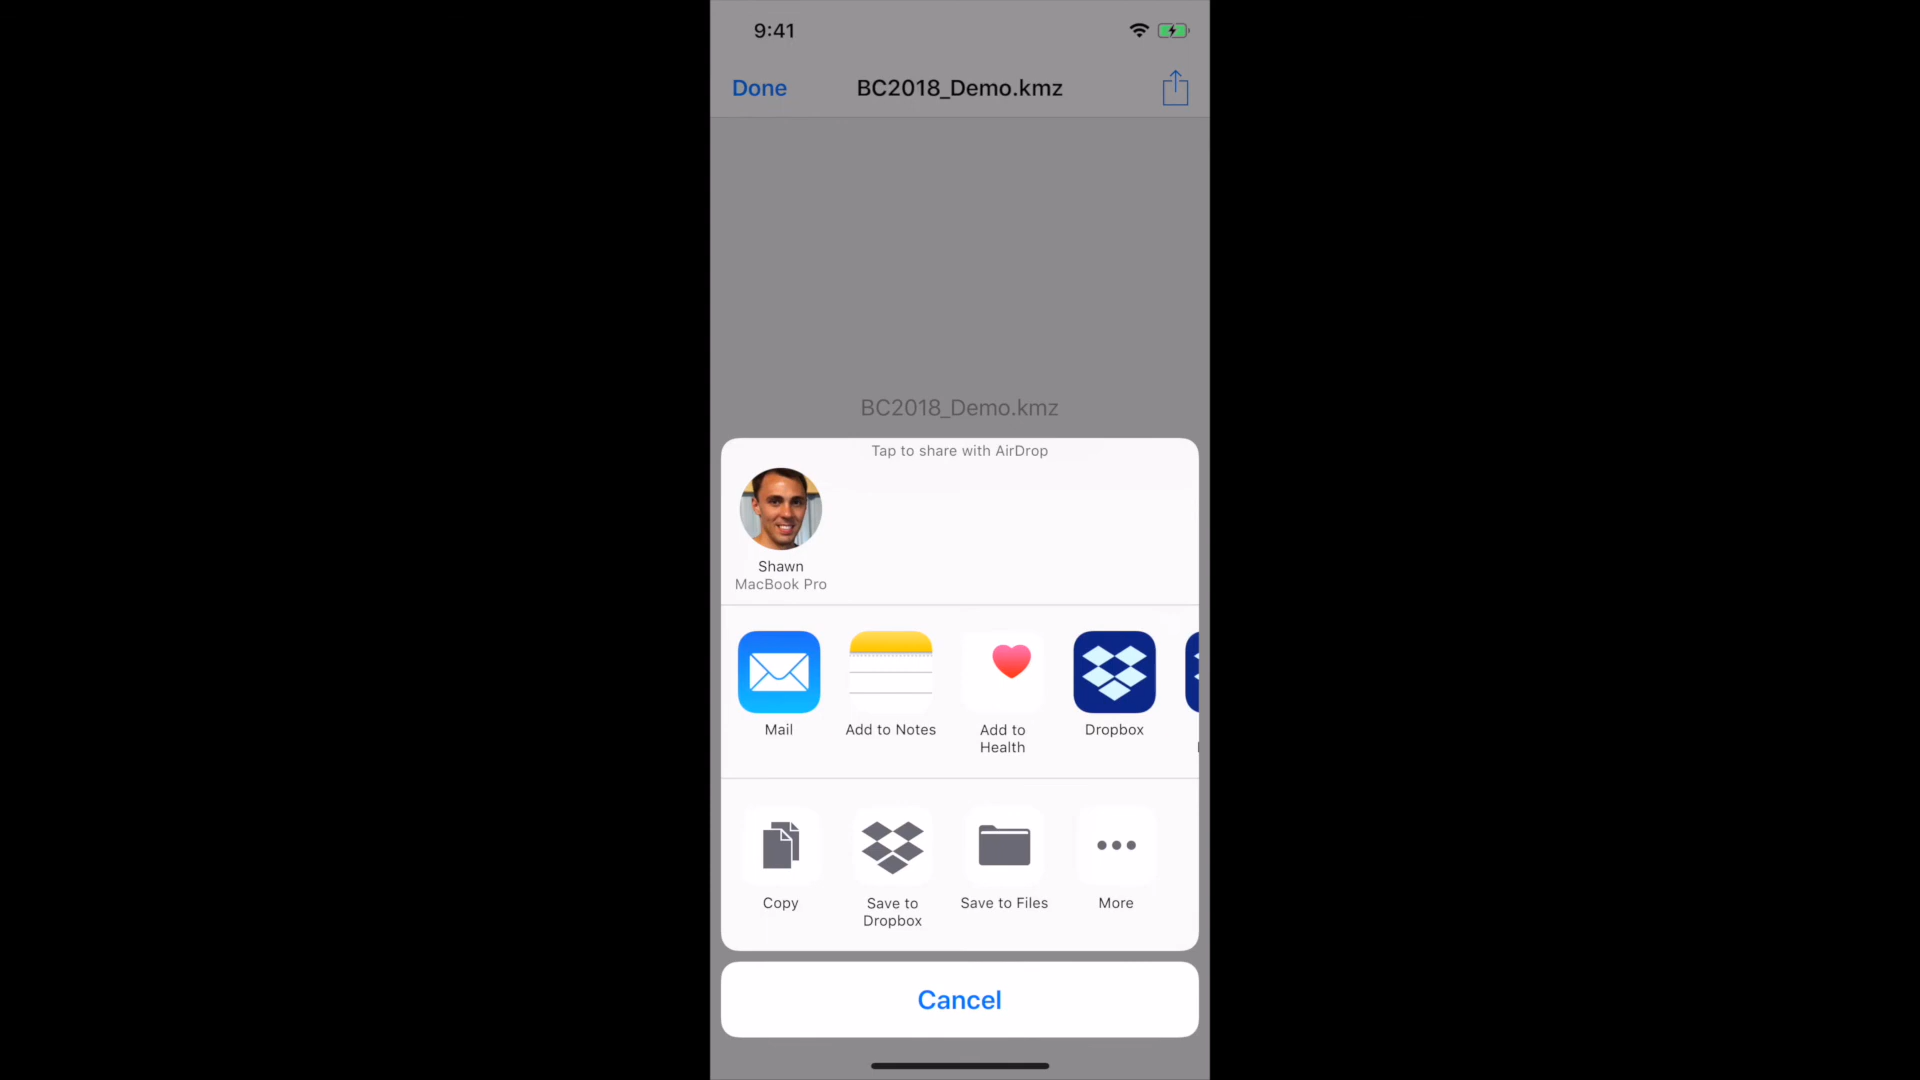 9:41
Done
BC2018_Demo.kmz
BC2018_Demo.kmz
Tap to share with AirDrop
Shawn
MacBook Pro
Mail
Add to Notes
Add to
Health
Dropbox
Copy
Save to
Dropbox
Save to Files
More
Cancel